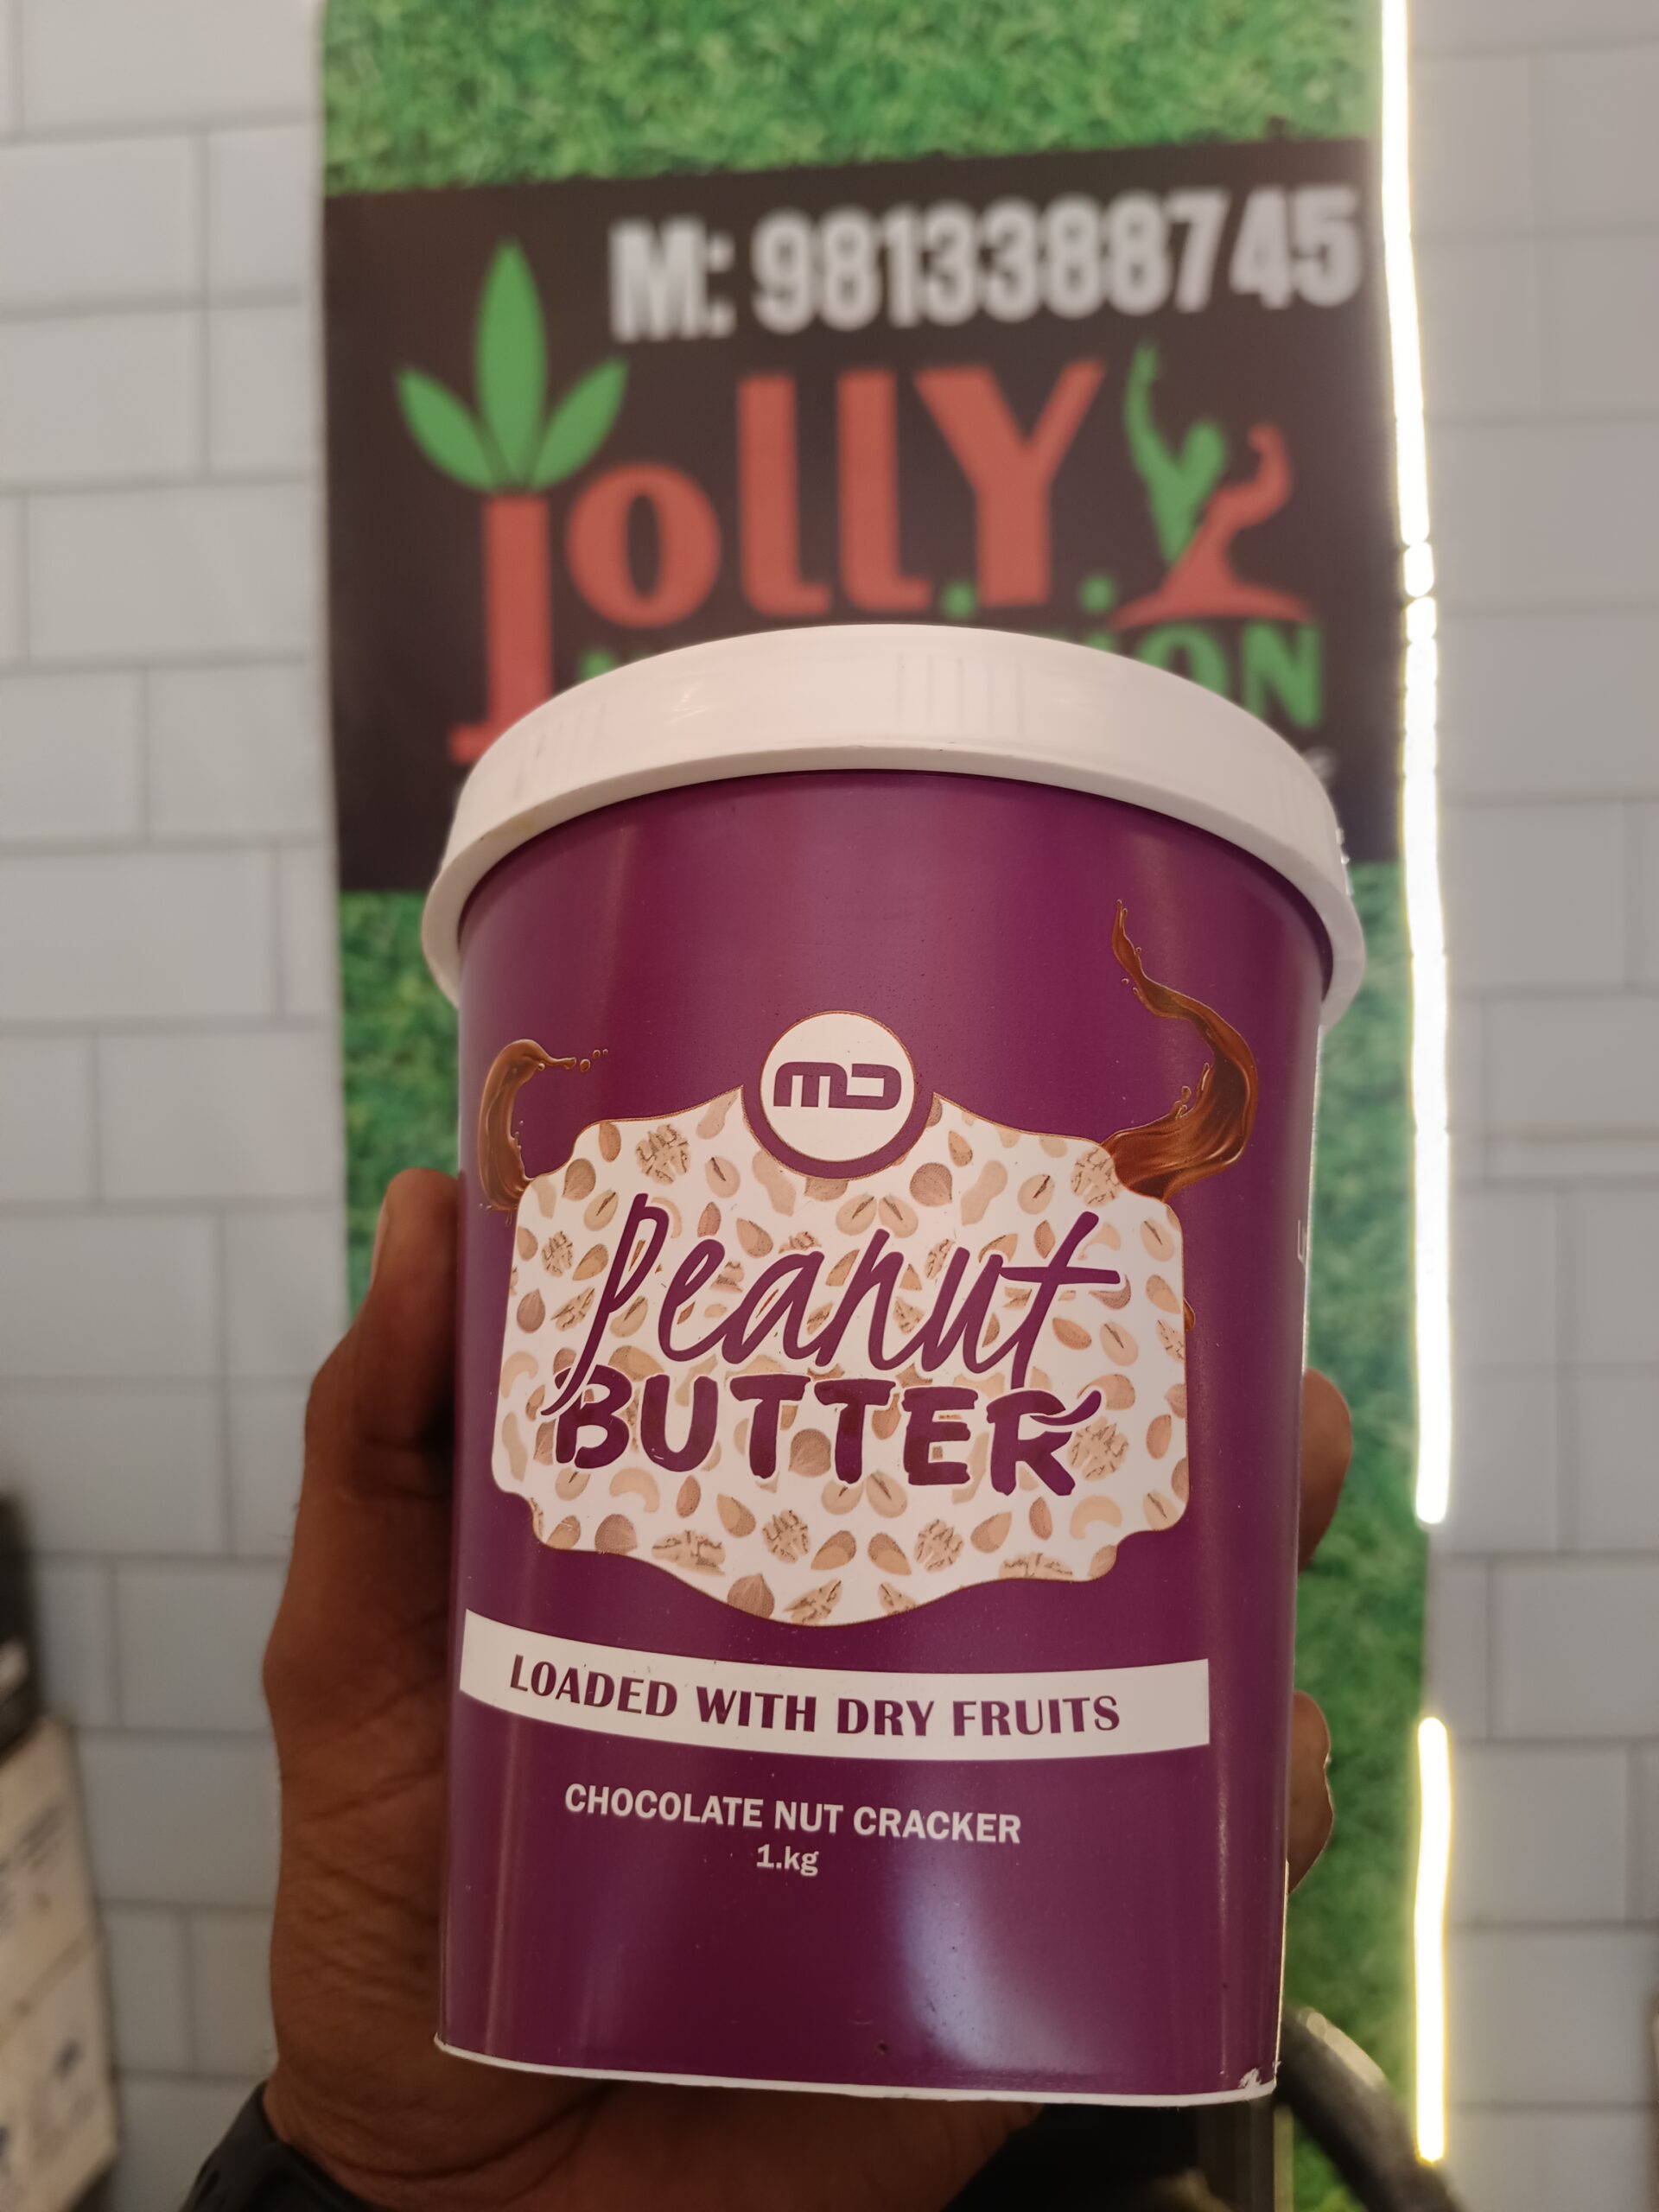 M: 9813388745
Jolly
MD
Peanut
BUTTER
LOADED WITH DRY FRUITS
CHOCOLATE NUT CRACKER
1.kg